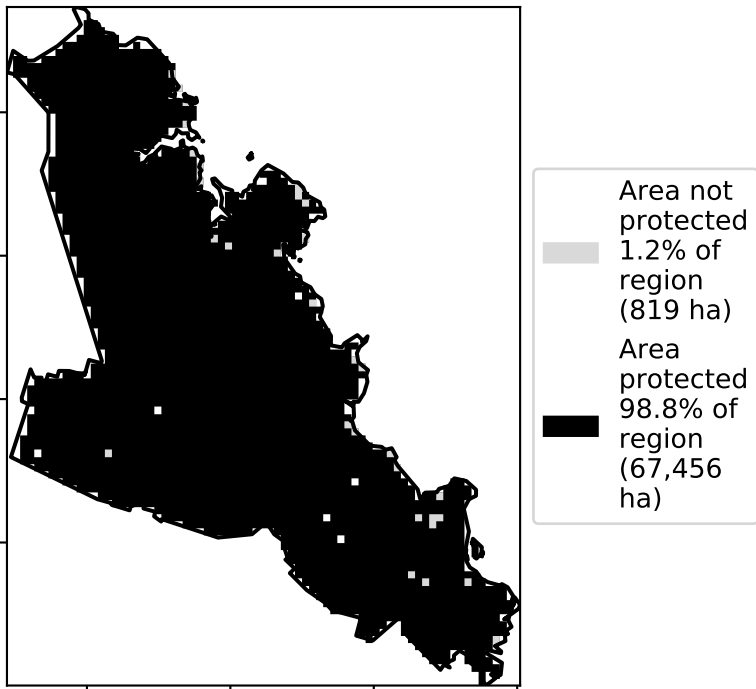 Area not
protected
1.2% of
region
(819 ha)
Area
protected
98.8% of
region
(67,456
ha)